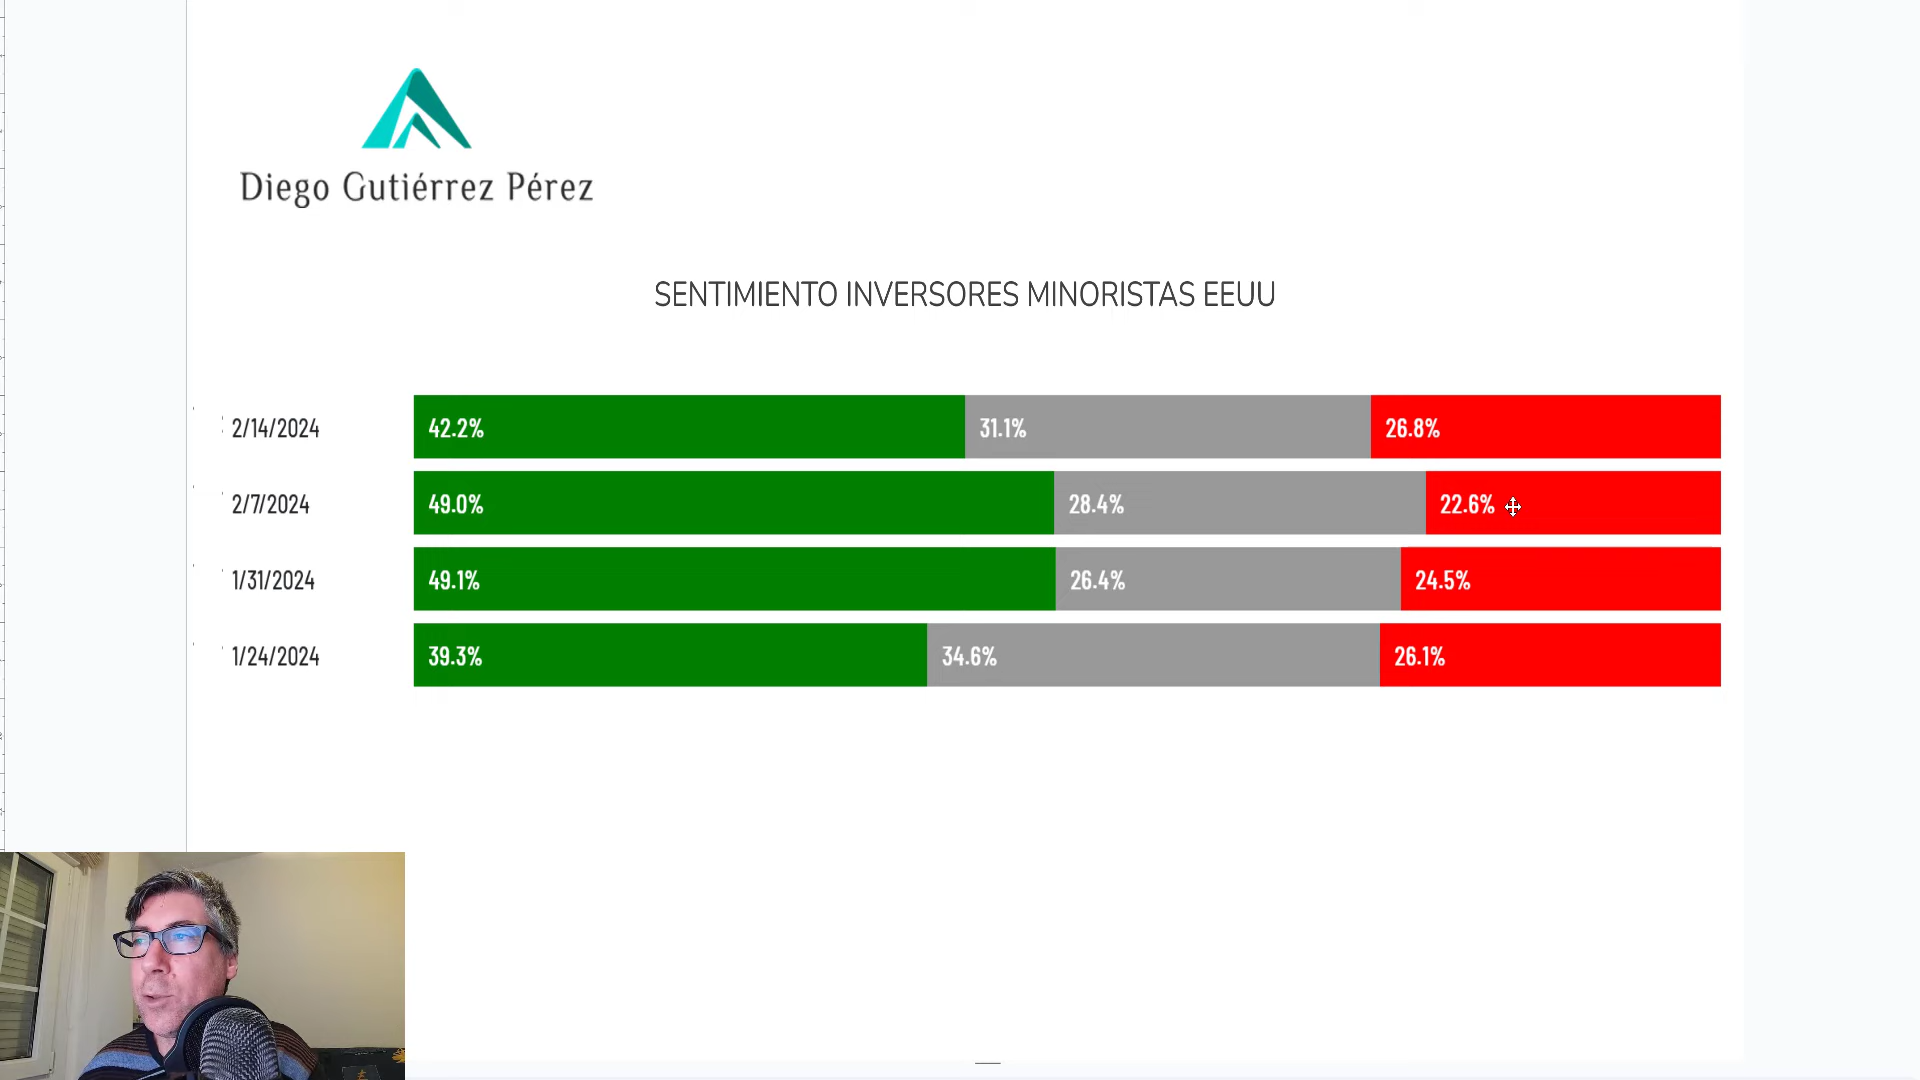 Diego Gutiérrez Pérez
SENTIMIENTO INVERSORES MINORISTAS EEUU
2/14/2024 42.2% 31.1% 26.8%
2/7/2024 49.0% 28.4% 22.6%
1/31/2024 49.1% 26.4% 24.5%
1/24/2024 39.3% 34.6% 26.1%